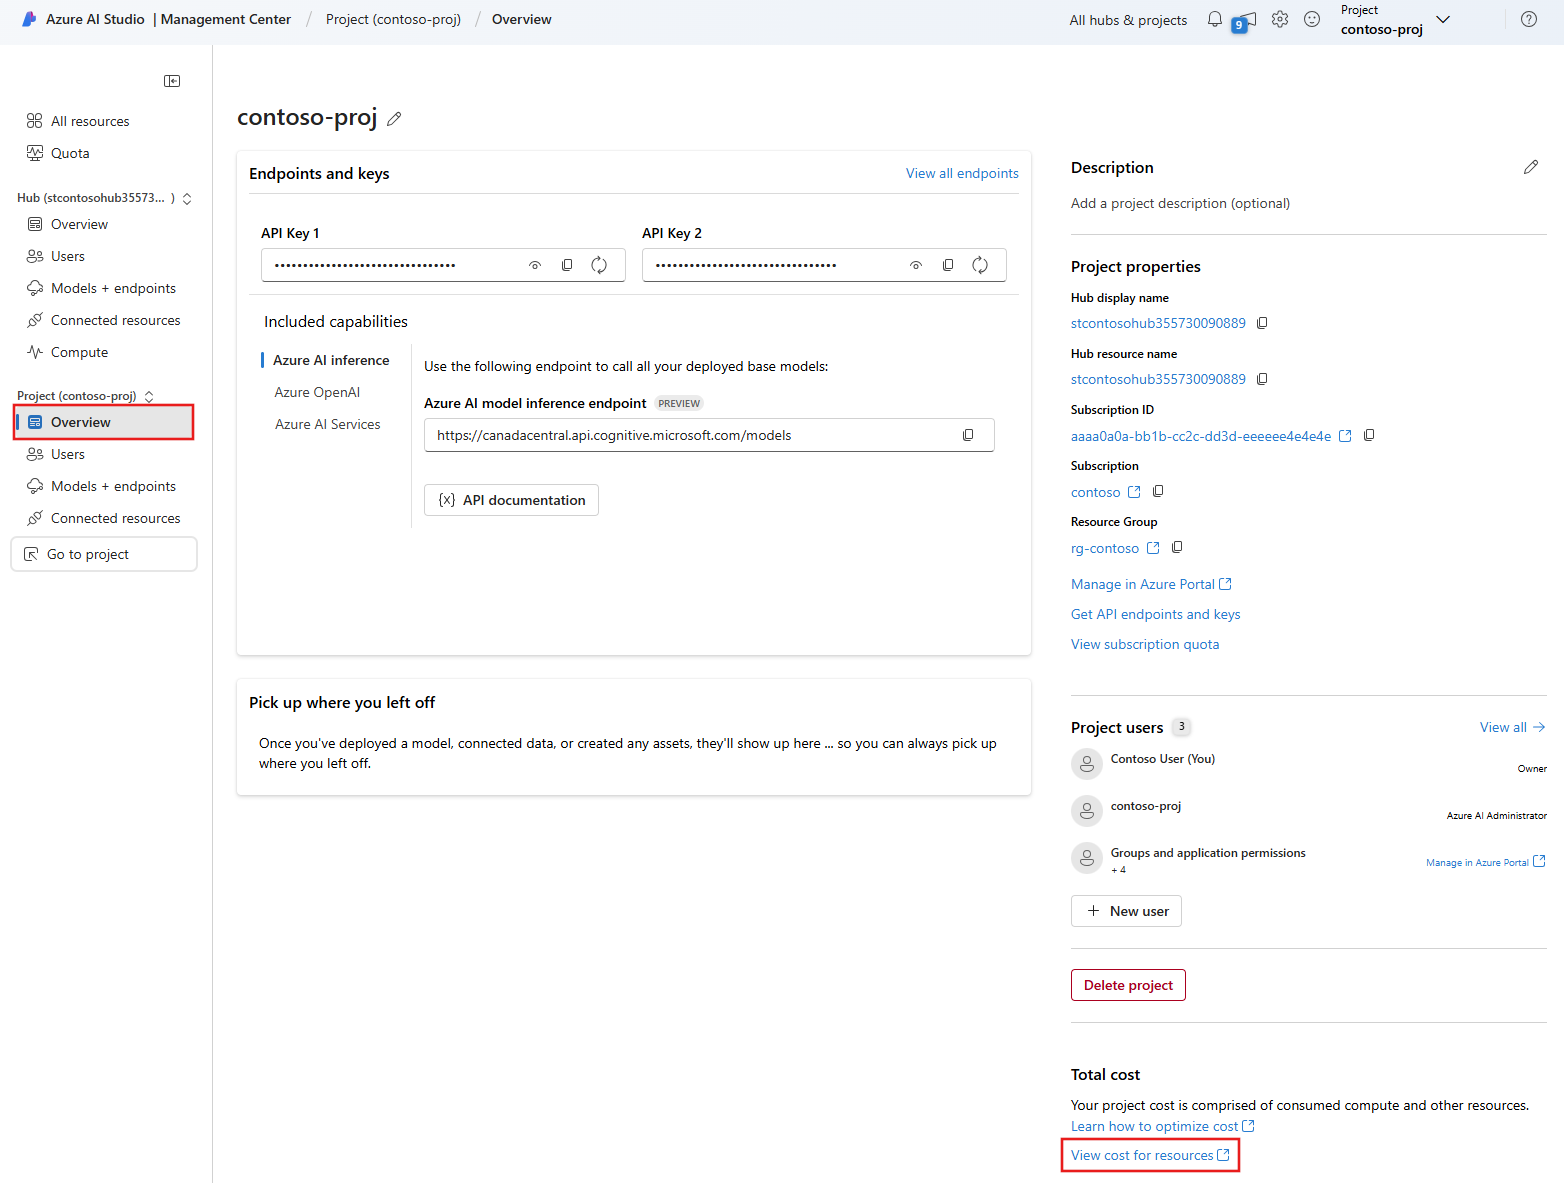 Azure AI Studio | Management Center / Project (contoso-proj) / Overview
All hubs & projects
9
Project
contoso-proj
All resources
Quota
Hub (stcontosohub35573... )
Overview
Users
Models + endpoints
Connected resources
Compute
Project (contoso-proj)
Overview
Users
Models + endpoints
Connected resources
Go to project
contoso-proj
Endpoints and keys
View all endpoints
API Key 1
API Key 2
••••••••••••••••••••••••••••••••
••••••••••••••••••••••••••••••••
Included capabilities
Azure AI inference
Azure OpenAI
Azure AI Services
Use the following endpoint to call all your deployed base models:
Azure AI model inference endpoint PREVIEW
https://canadacentral.api.cognitive.microsoft.com/models
{x} API documentation
Pick up where you left off
Once you've deployed a model, connected data, or created any assets, they'll show up here ... so you can always pick up
where you left off.
Description
Add a project description (optional)
Project properties
Hub display name
stcontosohub355730090889
Hub resource name
stcontosohub355730090889
Subscription ID
aaaa0a0a-bb1b-cc2c-dd3d-eeeeee4e4e4e
Subscription
contoso
Resource Group
rg-contoso
Manage in Azure Portal
Get API endpoints and keys
View subscription quota
Project users 3
View all
Contoso User (You)
Owner
contoso-proj
Azure AI Administrator
Groups and application permissions
+ 4
Manage in Azure Portal
New user
Delete project
Total cost
Your project cost is comprised of consumed compute and other resources.
Learn how to optimize cost
View cost for resources